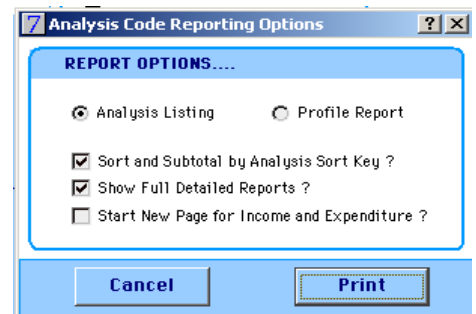 7 Analysis Code Reporting Options ? ×
REPORT OPTIONS....
Analysis Listing Profile Report
Sort and Subtotal by Analysis Sort Key ?
Show Full Detailed Reports ?
Start New Page for Income and Expenditure ?
Cancel Print